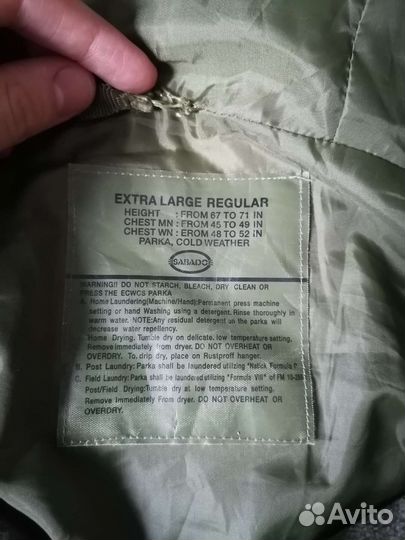 EXTRA LARGE REGULAR
HEIGHT : FROM 67 TO 71 IN
CHEST MN : FROM 45 TO 49 IN
CHEST WN : EROM 48 TO 52 IN
PARKA, COLD WEATHER
SABADO
WARNING!! DO NOT STARCH, BLEACH, DRY CLEAN OR
PRESS THE ECWCS PARKA
A. Home Laundering(Machine/Hand):Permanent press machine
setting or hand Washing using a detergent. Rinse thoroughly in
warm water. NOTE:Any residual detergent on the parka will
decrease water repellency.
Home Drying. Tumble dry on delicate. low temperature setting.
Remove immediately from dryer. DO NOT OVERHEAT OR
OVERDRY. To. drip dry, place on Rustproff hangner.
B. Post Laundry: Parka shall be laundered utilizing "Natick Formula I"
C. Field Laundry: Parka shall be laundered utilizing "Formula VIII" of FM 10-280
Post/Field Drying:Tumble dry at low temperature setting.
Remove immediately from dryer. DO NOT OVERHEAT OR
OVERDRY.
Avito